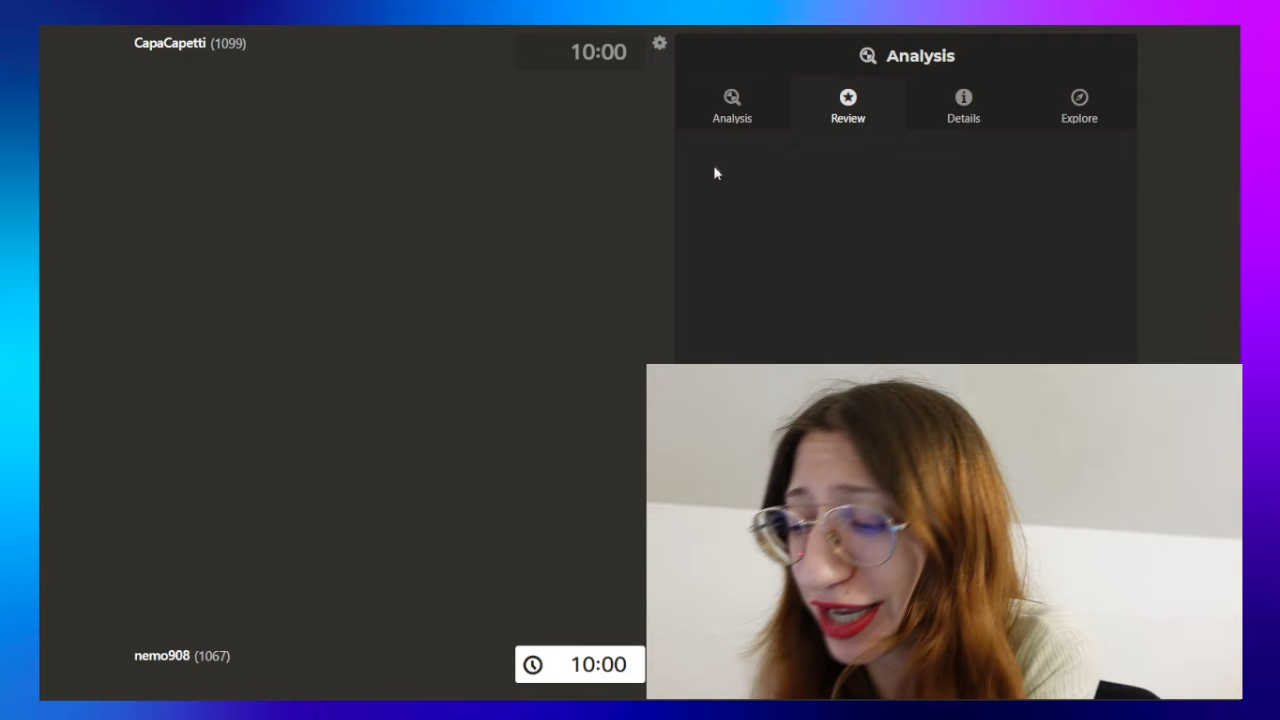 CapaCapetti (1099)
10:00
Analysis
Analysis
Review
Details
Explore
nemo908 (1067)
10:00